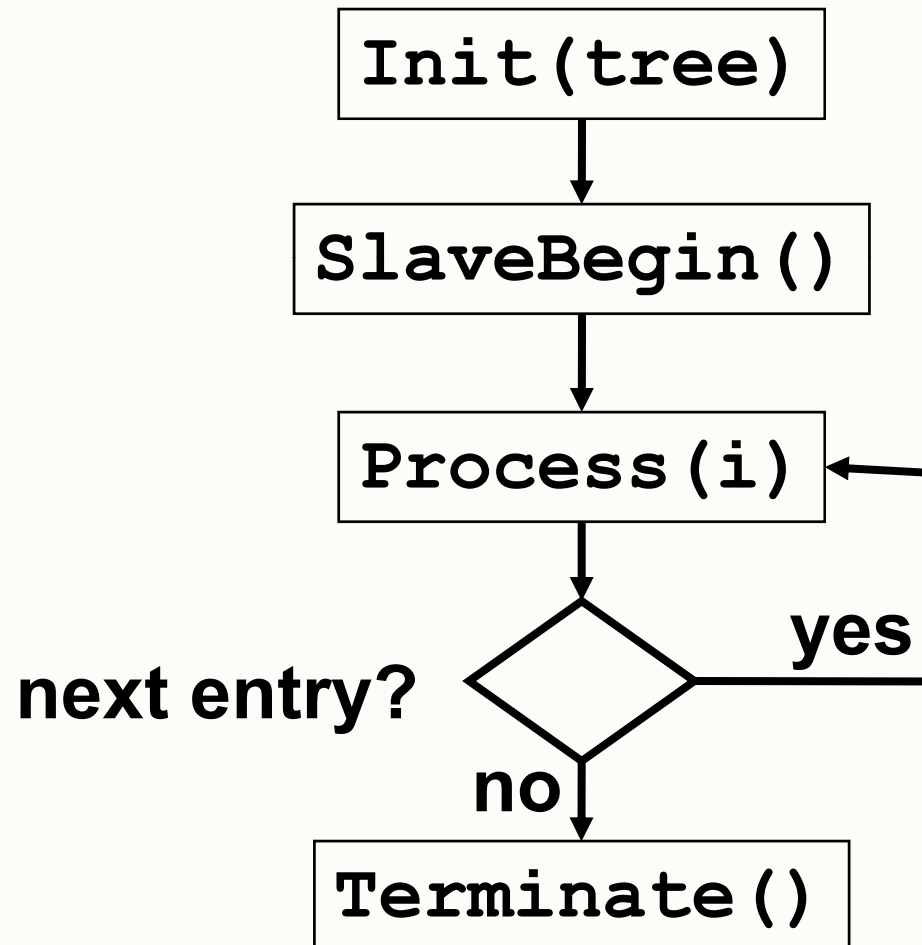 Init(tree)
SlaveBegin()
Process(i)
yes
next entry?
no
Terminate()